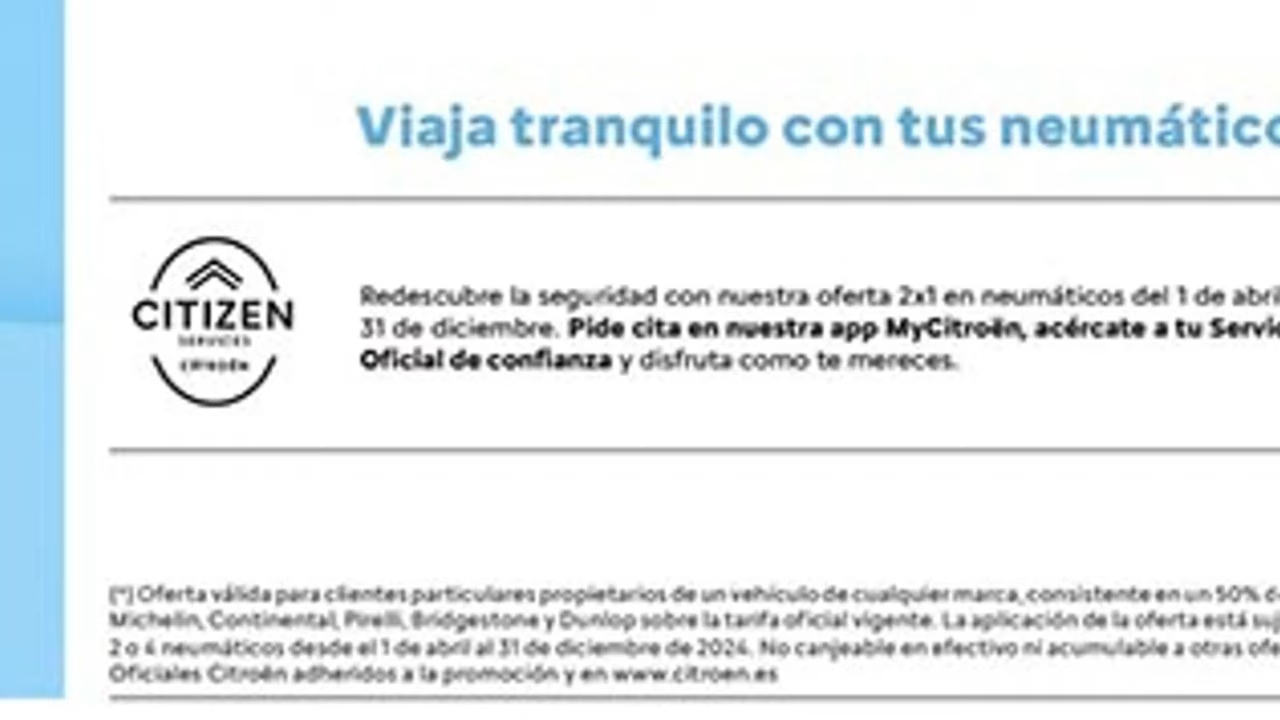 Viaja tranquilo con tus neumático
CITIZEN
SERVICES
CITROËN
Redescubre la seguridad con nuestra oferta 2x1 en neumáticos del 1 de abril
31 de diciembre. Pide cita en nuestra app MyCitroën, acércate a tu Servic
Oficial de confianza y disfruta como te mereces.
(*) Oferta válida para clientes particulares propietarios de un vehículo de cualquier marca, consistente en un 50% d
Michelin, Continental, Pirelli, Bridgestone y Dunlop sobre la tarifa oficial vigente. La aplicación de la oferta está suj
2 o 4 neumáticos desde el 1 de abril al 31 de diciembre de 2024. No canjeable en efectivo ni acumulable a otras ofe
Oficiales Citroën adheridos a la promoción y en www.citroen.es